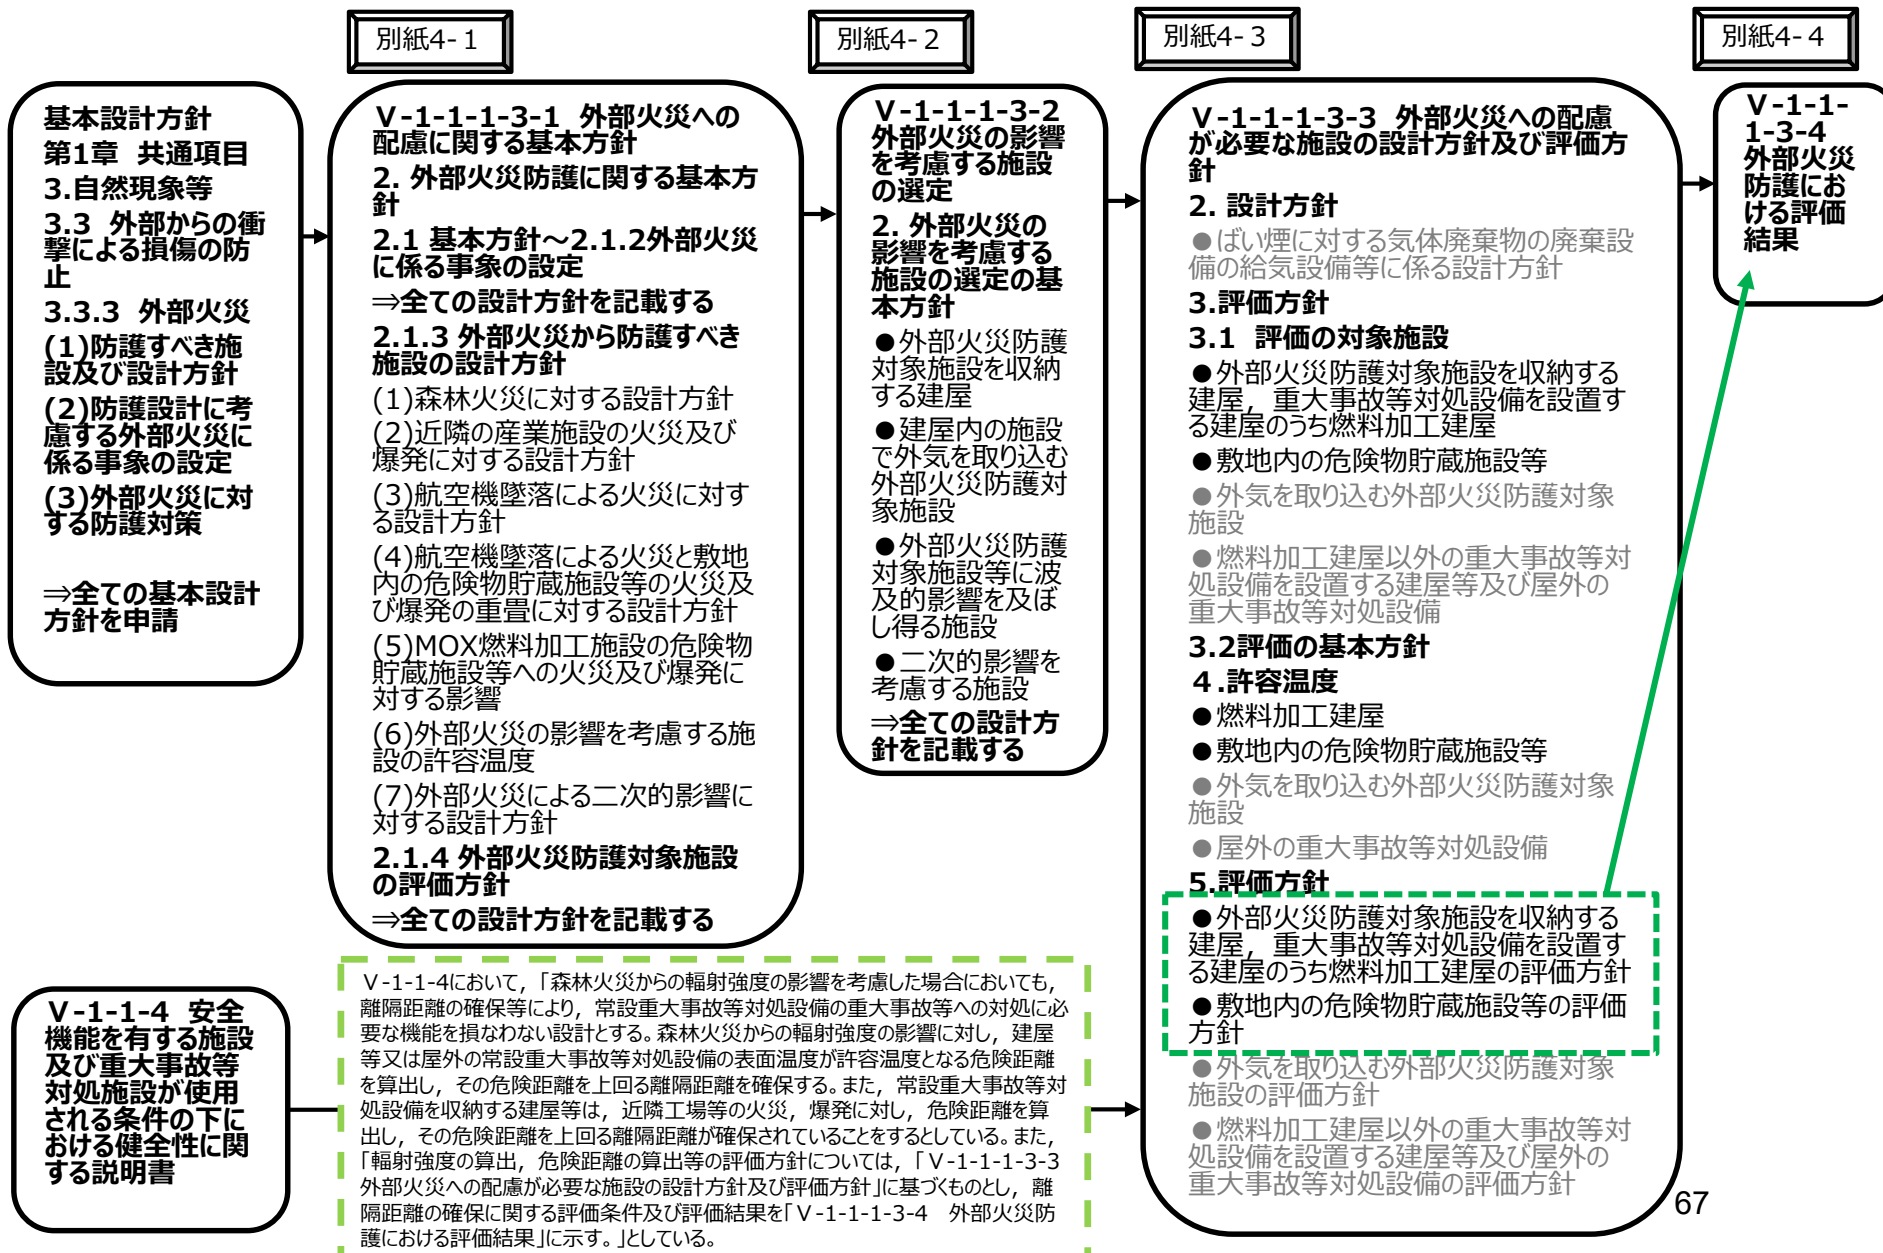 別紙4-１
別紙4-２
別紙4-３
別紙4-４
基本設計方針
第1章 共通項目
3.自然現象等
3.3 外部からの衝
撃による損傷の防
止
3.3.3 外部火災
(1)防護すべき施
設及び設計方針
(2)防護設計に考
慮する外部火災に
係る事象の設定
(3)外部火災に対
する防護対策
⇒全ての基本設計
方針を申請
Ⅴ-1-1-1-3-1 外部火災への
配慮に関する基本方針
2. 外部火災防護に関する基本方
針
2.1 基本方針～2.1.2外部火災
に係る事象の設定
⇒全ての設計方針を記載する
2.1.3 外部火災から防護すべき
施設の設計方針
(1)森林火災に対する設計方針
(2)近隣の産業施設の火災及び
爆発に対する設計方針
(3)航空機墜落による火災に対す
る設計方針
(4)航空機墜落による火災と敷地
内の危険物貯蔵施設等の火災及
び爆発の重畳に対する設計方針
(5)MOX燃料加工施設の危険物
貯蔵施設等への火災及び爆発に
対する影響
(6)外部火災の影響を考慮する施
設の許容温度
(7)外部火災による二次的影響に
対する設計方針
2.1.4 外部火災防護対象施設
の評価方針
⇒全ての設計方針を記載する
Ⅴ-1-1-1-3-2
外部火災の影響
を考慮する施設
の選定
2. 外部火災の
影響を考慮する
施設の選定の基
本方針
●外部火災防護
対象施設を収納
する建屋
●建屋内の施設
で外気を取り込む
外部火災防護対
象施設
●外部火災防護
対象施設等に波
及的影響を及ぼ
し得る施設
●二次的影響を
考慮する施設
⇒全ての設計方
針を記載する
Ⅴ-1-1-1-3-3 外部火災への配慮
が必要な施設の設計方針及び評価方
針
2. 設計方針
●ばい煙に対する気体廃棄物の廃棄設
備の給気設備等に係る設計方針
3.評価方針
3.1 評価の対象施設
●外部火災防護対象施設を収納する
建屋，重大事故等対処設備を設置す
る建屋のうち燃料加工建屋
●敷地内の危険物貯蔵施設等
●外気を取り込む外部火災防護対象
施設
●燃料加工建屋以外の重大事故等対
処設備を設置する建屋等及び屋外の
重大事故等対処設備
3.2評価の基本方針
４.許容温度
●燃料加工建屋
●敷地内の危険物貯蔵施設等
●外気を取り込む外部火災防護対象
施設
●屋外の重大事故等対処設備
5.評価方針
●外部火災防護対象施設を収納する
建屋，重大事故等対処設備を設置す
る建屋のうち燃料加工建屋の評価方針
●敷地内の危険物貯蔵施設等の評価
方針
●外気を取り込む外部火災防護対象
施設の評価方針
●燃料加工建屋以外の重大事故等対
処設備を設置する建屋等及び屋外の
重大事故等対処設備の評価方針
Ⅴ-1-1-
1-3-4
外部火災
防護にお
ける評価
結果
Ⅴ-1-1-4 安全
機能を有する施設
及び重大事故等
対処施設が使用
される条件の下に
おける健全性に関
する説明書
Ⅴ-1-1-4において，「森林火災からの輻射強度の影響を考慮した場合においても，
離隔距離の確保等により，常設重大事故等対処設備の重大事故等への対処に必
要な機能を損なわない設計とする。森林火災からの輻射強度の影響に対し，建屋
等又は屋外の常設重大事故等対処設備の表面温度が許容温度となる危険距離
を算出し，その危険距離を上回る離隔距離を確保する。また，常設重大事故等対
処設備を収納する建屋等は，近隣工場等の火災，爆発に対し，危険距離を算
出し，その危険距離を上回る離隔距離が確保されていることをするとしている。また，
「輻射強度の算出，危険距離の算出等の評価方針については，「Ⅴ-1-1-1-3-3
外部火災への配慮が必要な施設の設計方針及び評価方針」に基づくものとし，離
隔距離の確保に関する評価条件及び評価結果を「Ⅴ-1-1-1-3-4 外部火災防
護における評価結果」に示す。」としている。
67